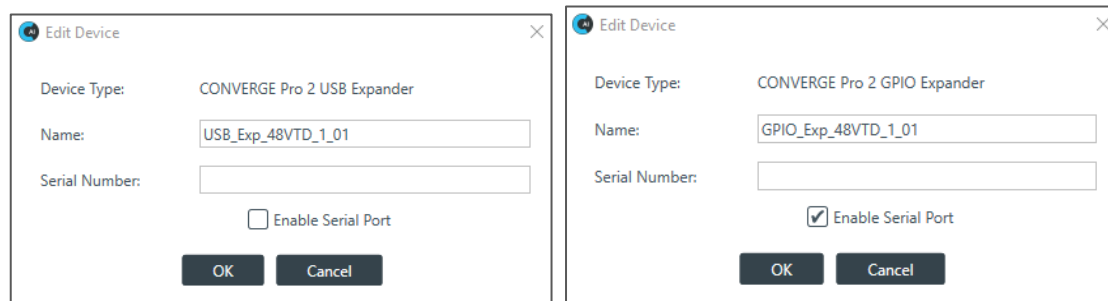 Edit Device
Device Type: CONVERGE Pro 2 USB Expander
Name: USB_Exp_48VTD_1_01
Serial Number:
Enable Serial Port
OK Cancel
Edit Device
Device Type: CONVERGE Pro 2 GPIO Expander
Name: GPIO_Exp_48VTD_1_01
Serial Number:
Enable Serial Port
OK Cancel